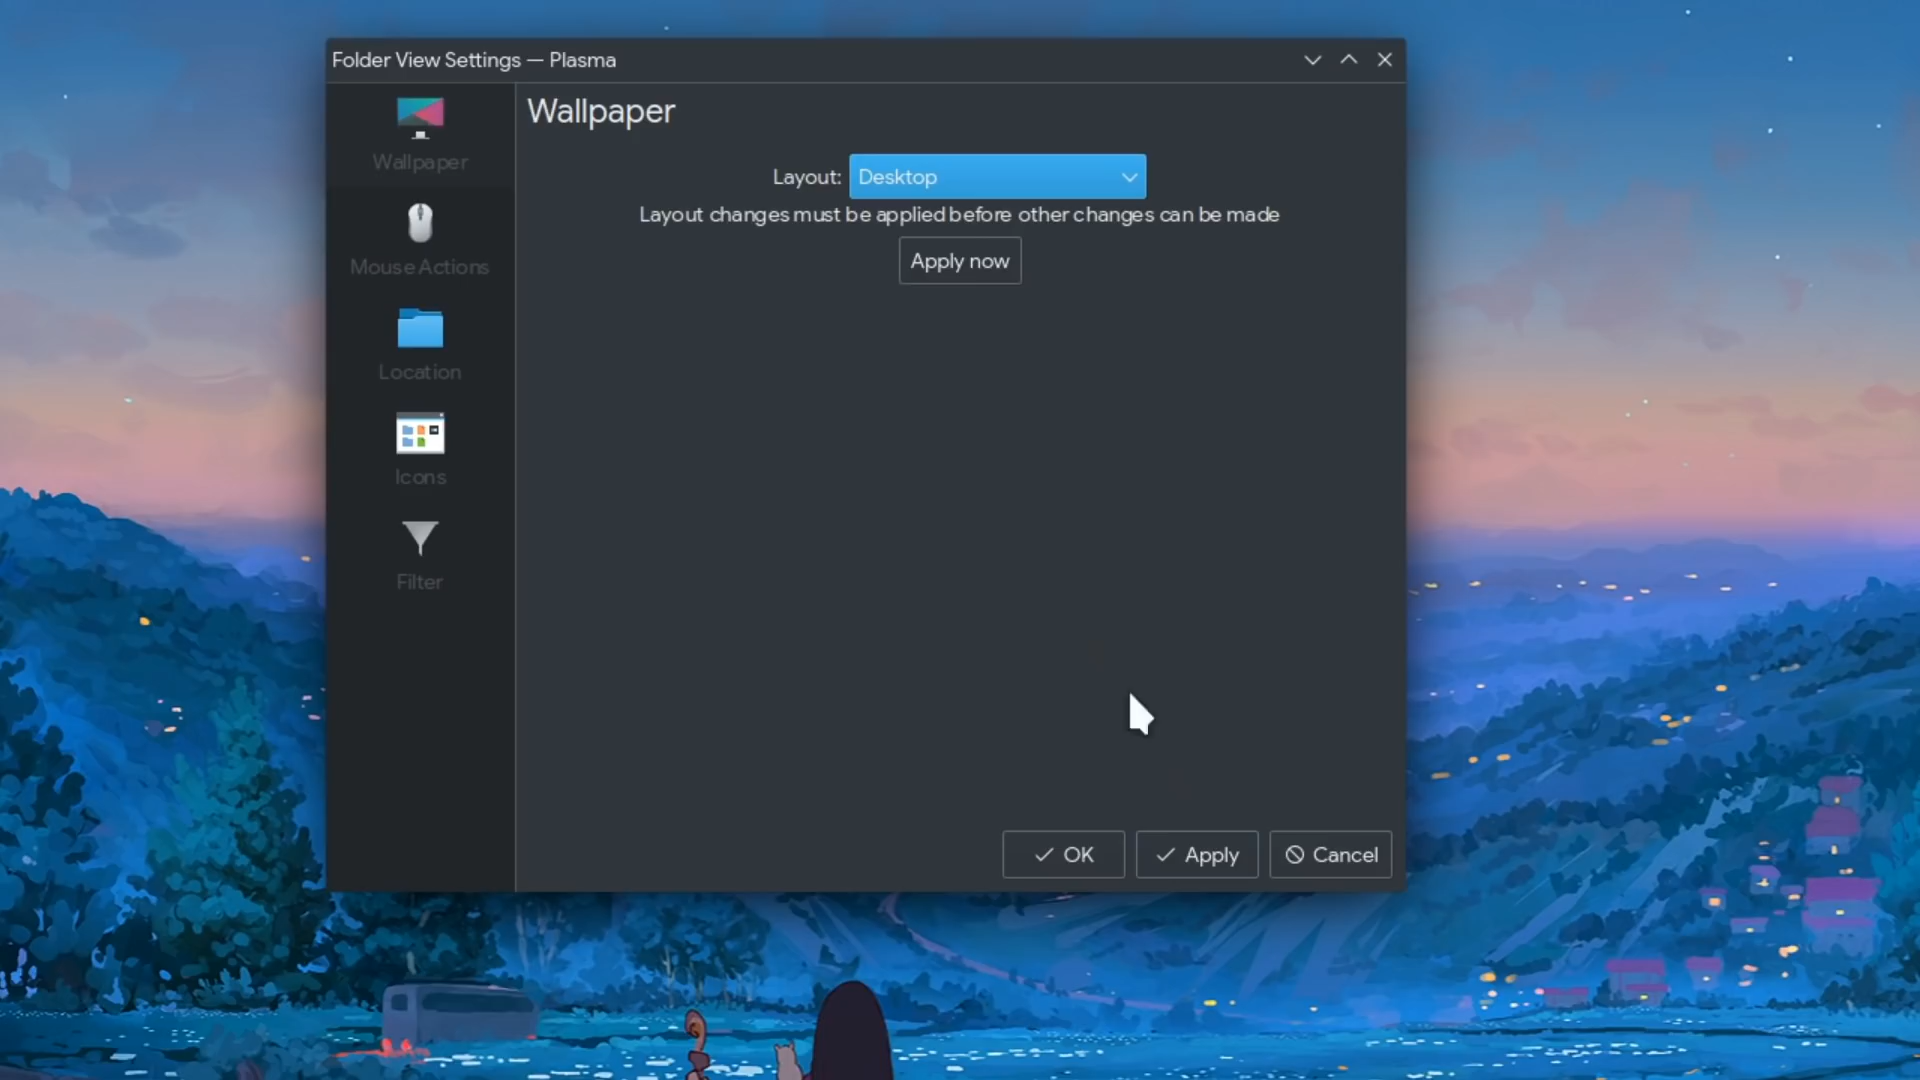 Folder View Settings — Plasma
Wallpaper
Mouse Actions
Location
Icons
Filter
Wallpaper
Layout: Desktop
Layout changes must be applied before other changes can be made
Apply now
OK
Apply
Cancel